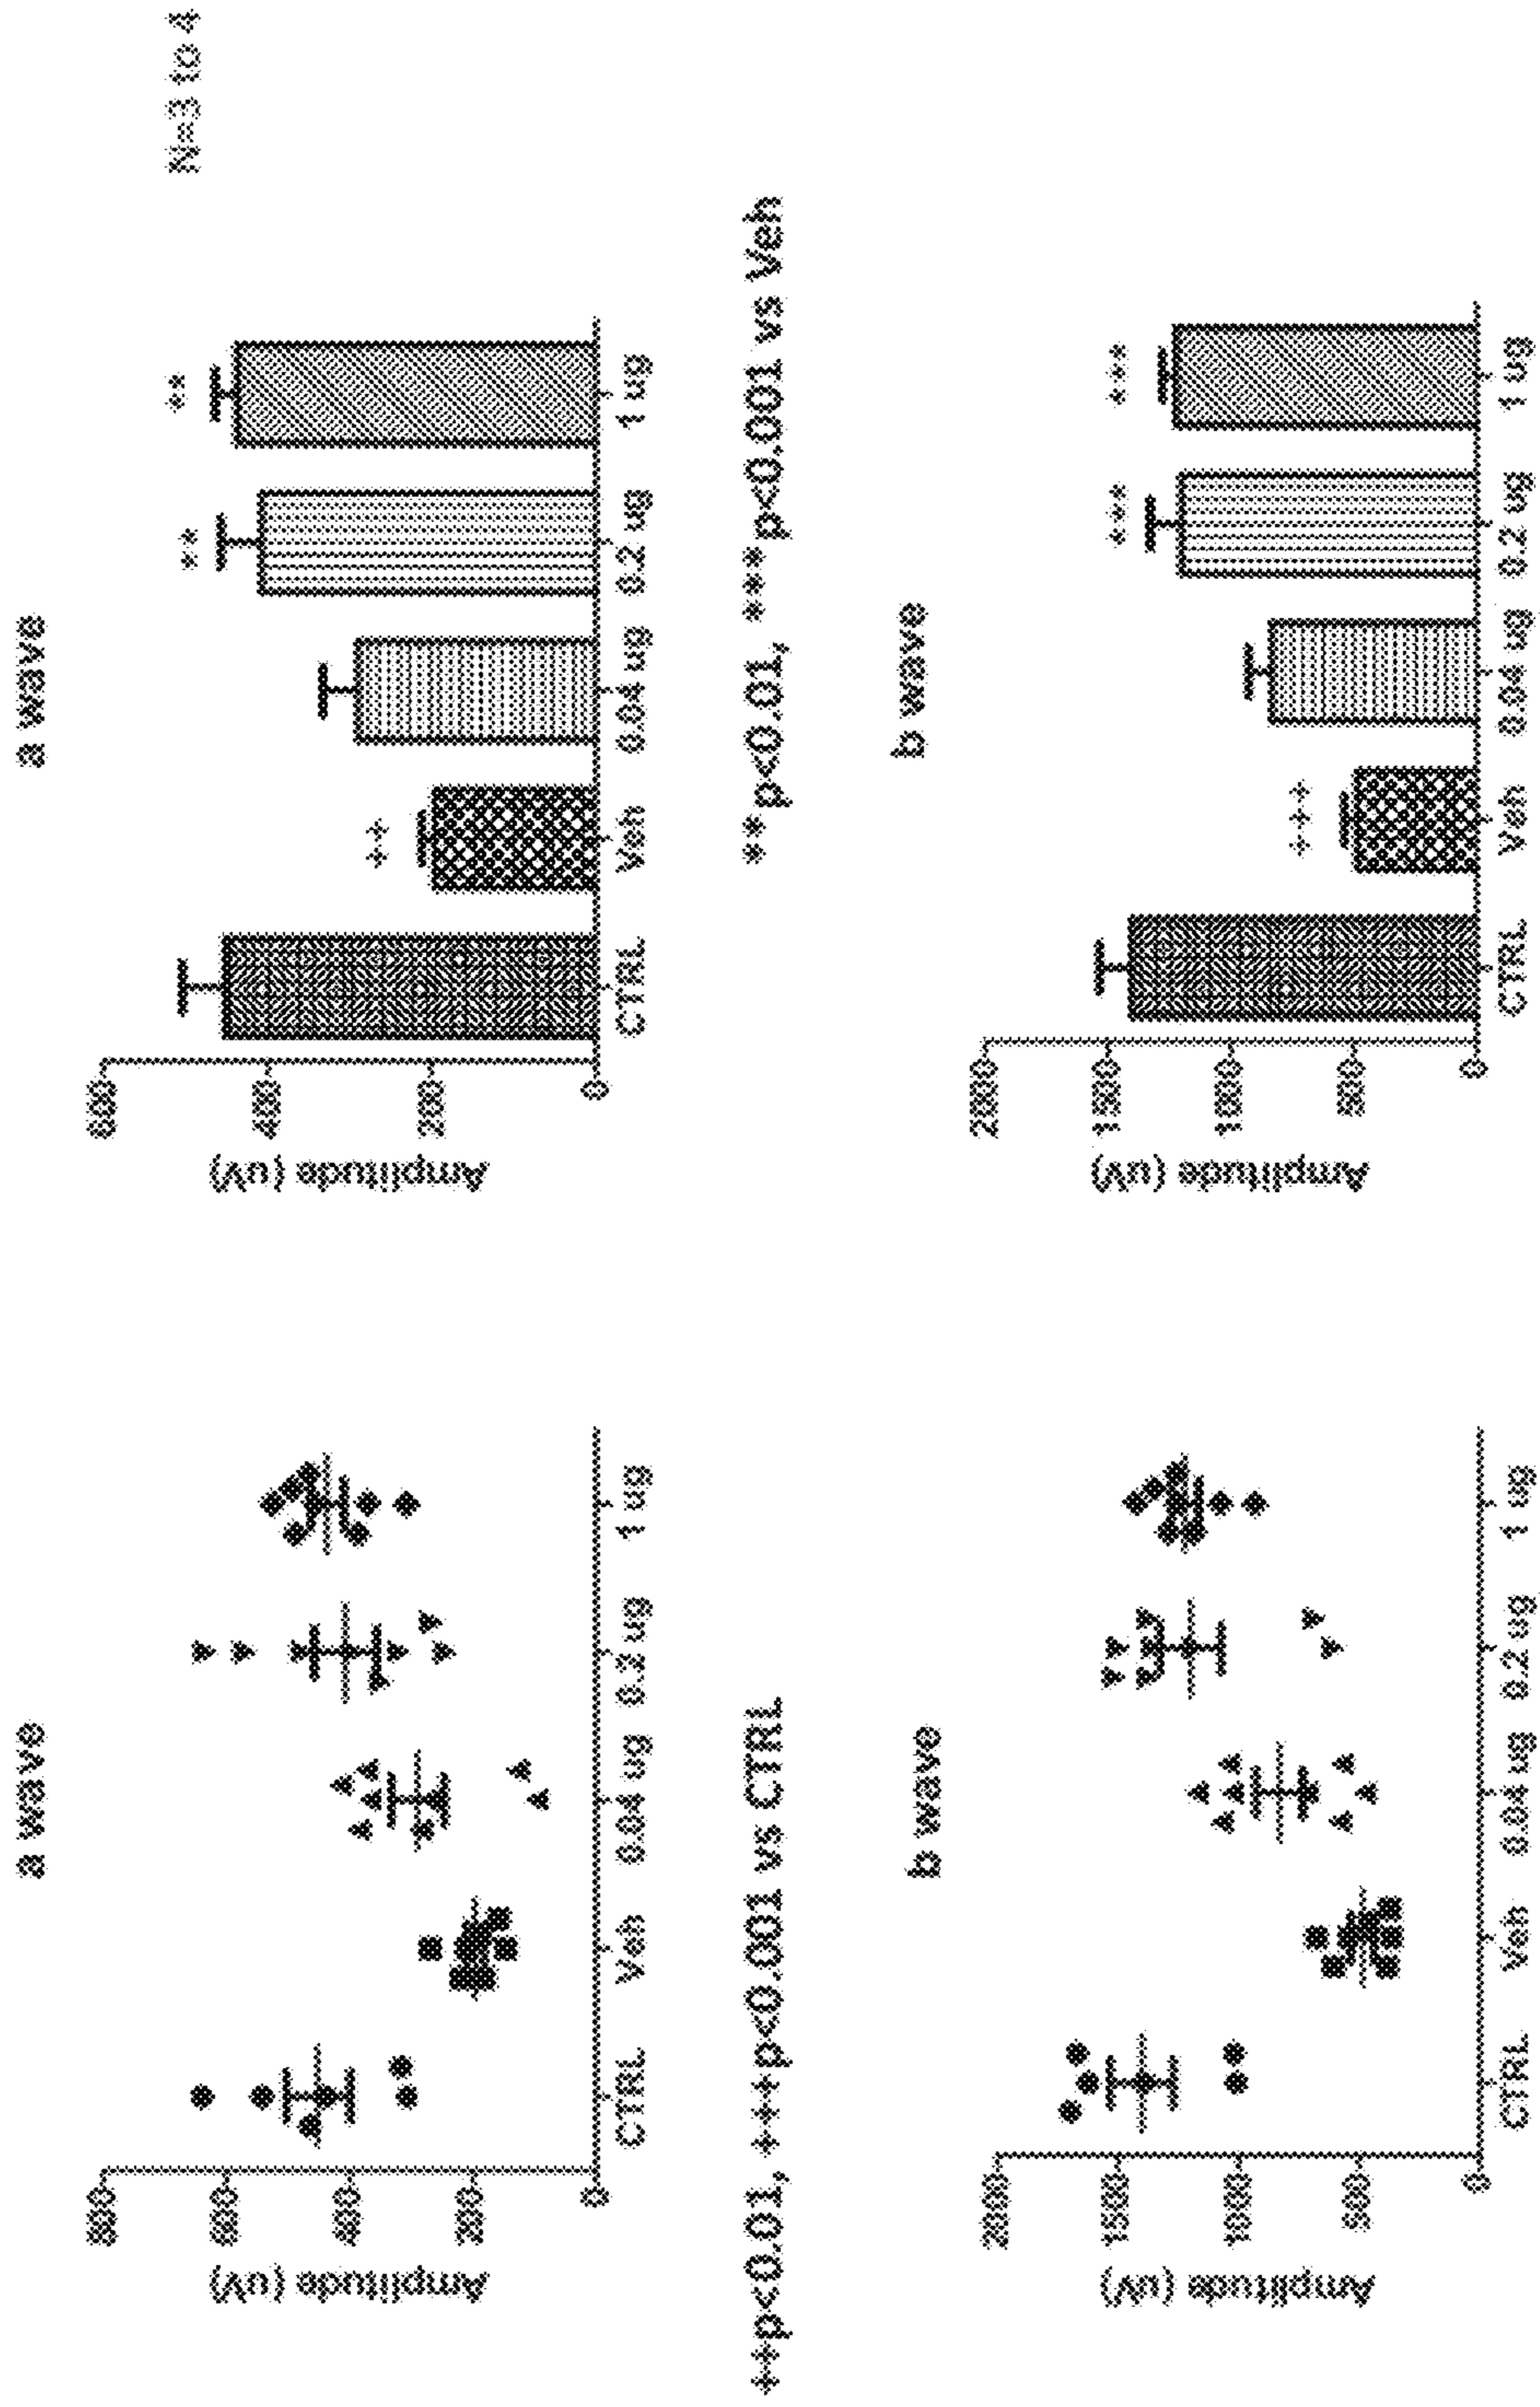 a wave
Amplitude (uV)
800
600
400
200
0
CTRL Veh 0.04 ug 0.2 ug 1 ug
a wave
N=3 to 4
Amplitude (uV)
600
400
200
0
++ ** **
CTRL Veh 0.04 ug 0.2 ug 1 ug
++p<0.01, +++p<0.001 vs CTRL
**p<0.01, ***p<0.001 vs Veh
b wave
Amplitude (uV)
2000
1500
1000
500
0
CTRL Veh 0.04 ug 0.2 ug 1 ug
b wave
Amplitude (uV)
2000
1500
1000
500
0
+++ *** ***
CTRL Veh 0.04 ug 0.2 ug 1 ug